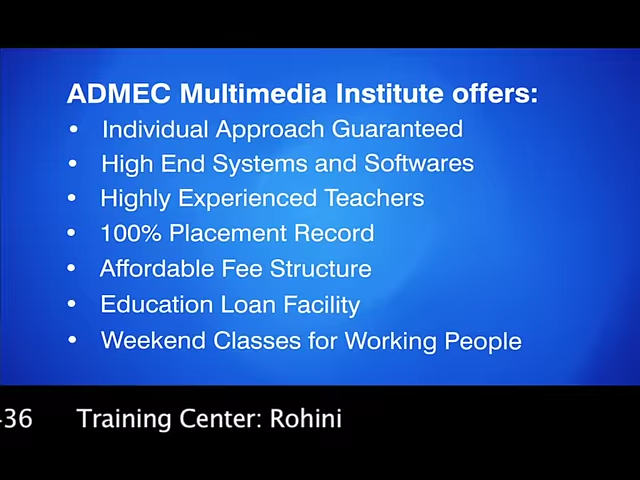 ADMEC Multimedia Institute offers:
• Individual Approach Guaranteed
• High End Systems and Softwares
• Highly Experienced Teachers
• 100% Placement Record
• Affordable Fee Structure
• Education Loan Facility
• Weekend Classes for Working People
-36 Training Center: Rohini